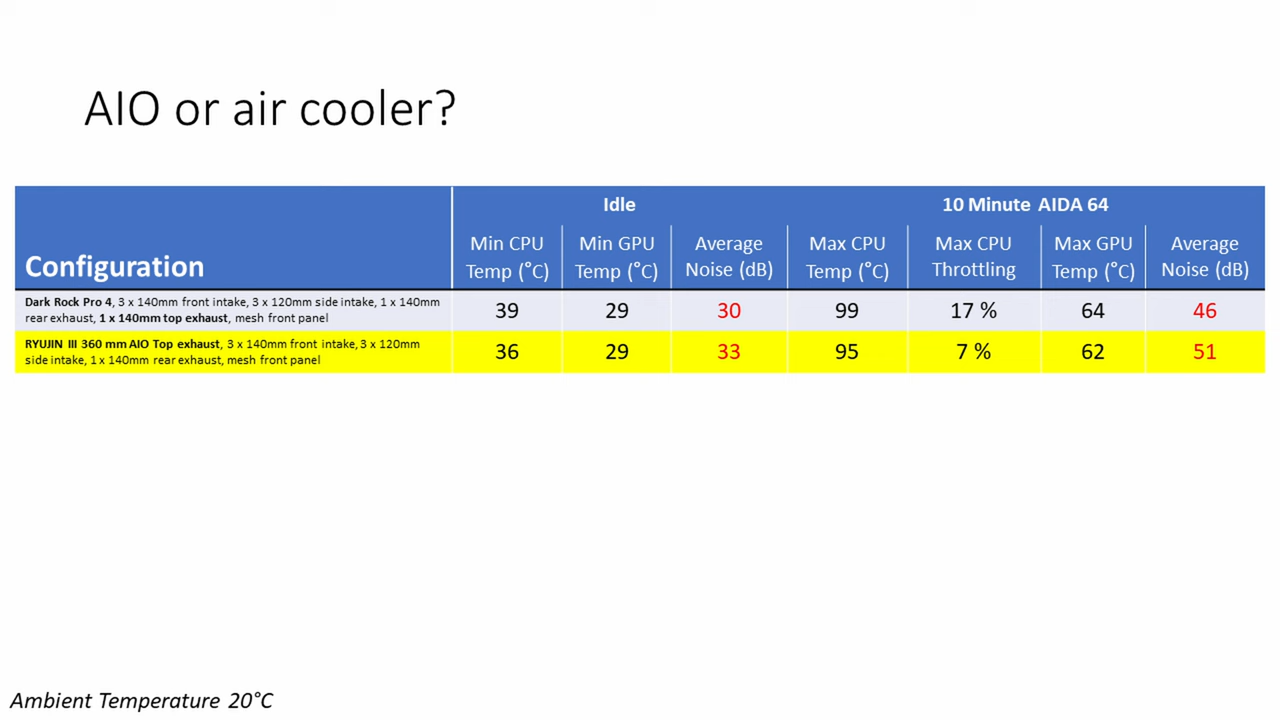 AIO or air cooler?
Idle
10 Minute AIDA 64
Configuration
Min CPU Temp (°C)
Min GPU Temp (°C)
Average Noise (dB)
Max CPU Temp (°C)
Max CPU Throttling
Max GPU Temp (°C)
Average Noise (dB)
Dark Rock Pro 4, 3 x 140mm front intake, 3 x 120mm side intake, 1 x 140mm
rear exhaust, 1 x 140mm top exhaust, mesh front panel
39 29 30 99 17 % 64 46
RYUJIN III 360 mm AIO Top exhaust, 3 x 140mm front intake, 3 x 120mm
side intake, 1 x 140mm rear exhaust, mesh front panel
36 29 33 95 7 % 62 51
Ambient Temperature 20°C